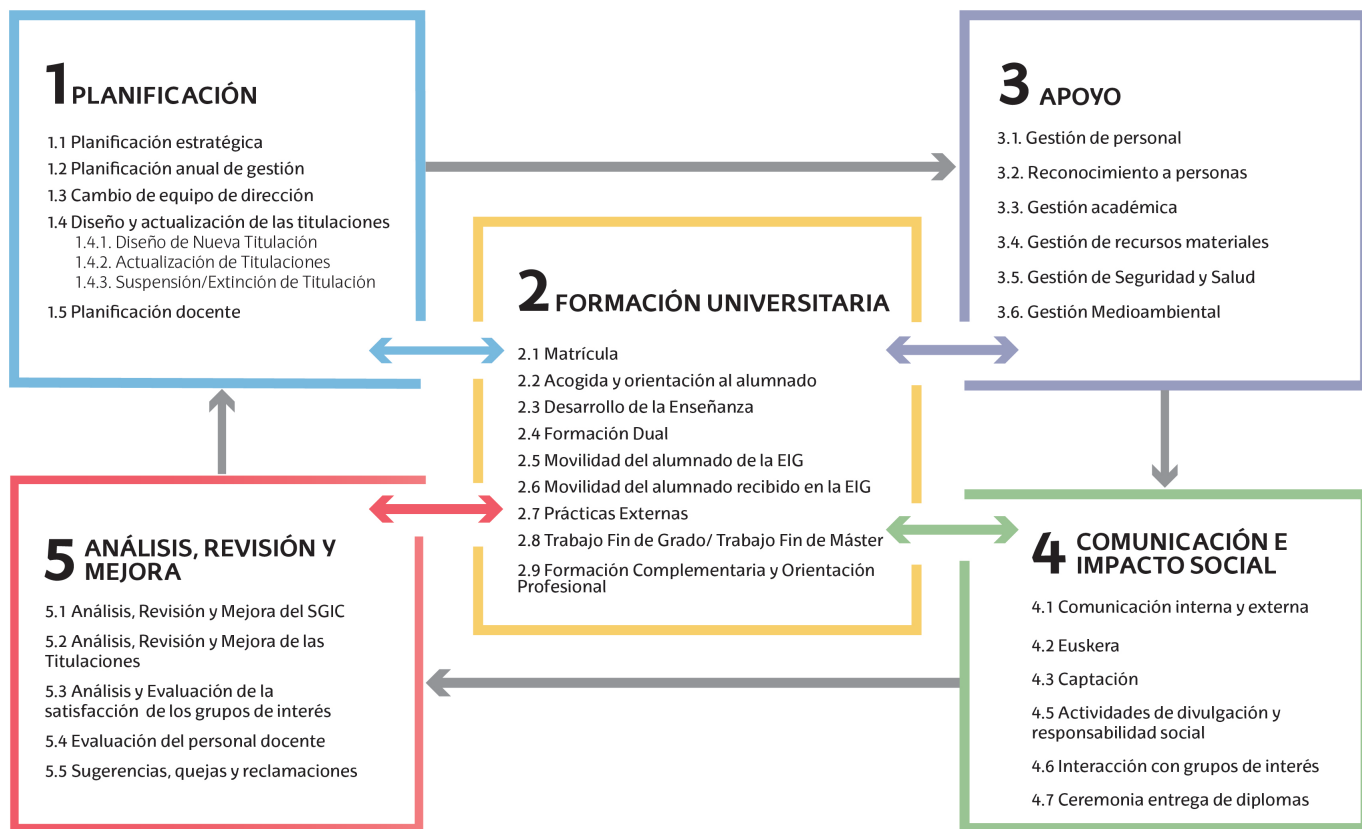 1 PLANIFICACIÓN
1.1 Planificación estratégica
1.2 Planificación anual de gestión
1.3 Cambio de equipo de dirección
1.4 Diseño y actualización de las titulaciones
1.4.1. Diseño de Nueva Titulación
1.4.2. Actualización de Titulaciones
1.4.3. Suspensión/Extinción de Titulación
1.5 Planificación docente
2 FORMACIÓN UNIVERSITARIA
2.1 Matrícula
2.2 Acogida y orientación al alumnado
2.3 Desarrollo de la Enseñanza
2.4 Formación Dual
2.5 Movilidad del alumnado de la EIG
2.6 Movilidad del alumnado recibido en la EIG
2.7 Prácticas Externas
2.8 Trabajo Fin de Grado/ Trabajo Fin de Máster
2.9 Formación Complementaria y Orientación
Profesional
3 APOYO
3.1. Gestión de personal
3.2. Reconocimiento a personas
3.3. Gestión académica
3.4. Gestión de recursos materiales
3.5. Gestión de Seguridad y Salud
3.6. Gestión Medioambiental
4 COMUNICACIÓN E
IMPACTO SOCIAL
4.1 Comunicación interna y externa
4.2 Euskera
4.3 Captación
4.5 Actividades de divulgación y
responsabilidad social
4.6 Interacción con grupos de interés
4.7 Ceremonia entrega de diplomas
5 ANÁLISIS, REVISIÓN Y
MEJORA
5.1 Análisis, Revisión y Mejora del SGIC
5.2 Análisis, Revisión y Mejora de las
Titulaciones
5.3 Análisis y Evaluación de la
satisfacción de los grupos de interés
5.4 Evaluación del personal docente
5.5 Sugerencias, quejas y reclamaciones